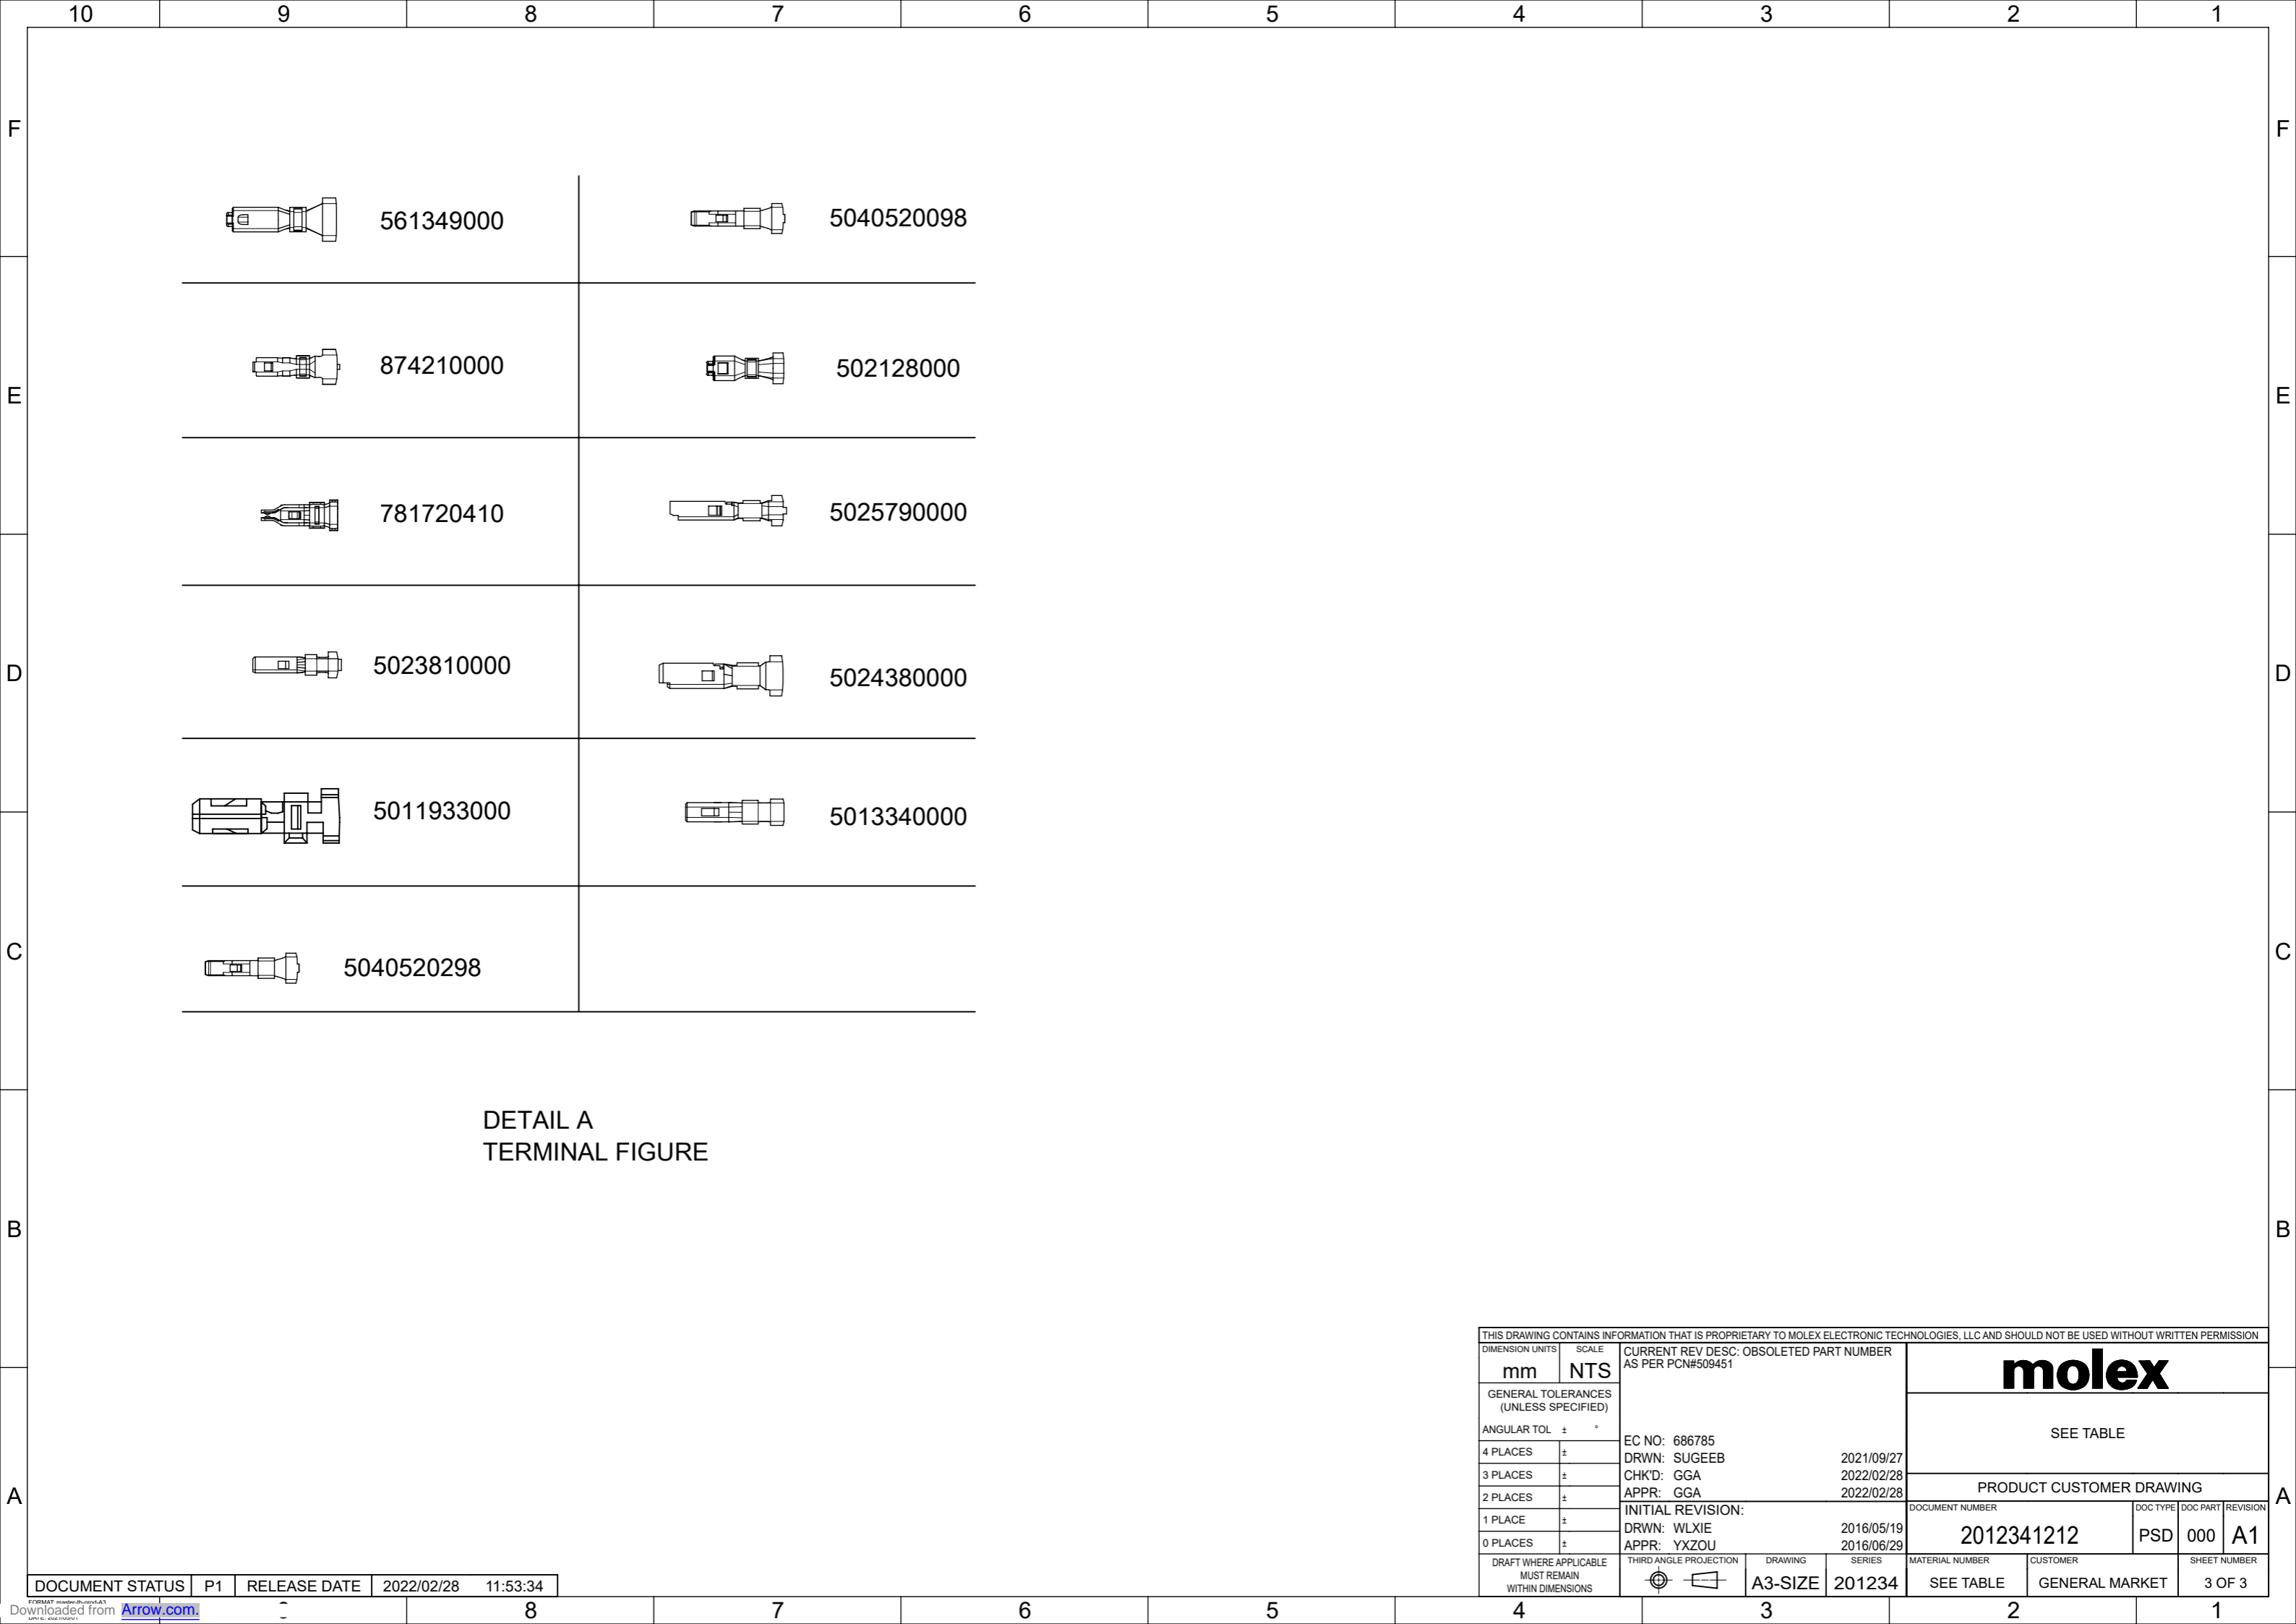 10 9 8 7 6 5 4 3 2 1
F F
561349000 5040520098
874210000 502128000
E E
781720410 5025790000
5023810000 5024380000
D D
5011933000 5013340000
C C
5040520298
DETAIL A
TERMINAL FIGURE
B B
THIS DRAWING CONTAINS INFORMATION THAT IS PROPRIETARY TO MOLEX ELECTRONIC TECHNOLOGIES, LLC AND SHOULD NOT BE USED WITHOUT WRITTEN PERMISSION
DIMENSION UNITS SCALE
mm NTS
GENERAL TOLERANCES
(UNLESS SPECIFIED)
ANGULAR TOL ± °
4 PLACES ±
3 PLACES ±
2 PLACES ±
1 PLACE ±
0 PLACES ±
DRAFT WHERE APPLICABLE
MUST REMAIN
WITHIN DIMENSIONS
CURRENT REV DESC: OBSOLETED PART NUMBER
AS PER PCN#509451
EC NO: 686785
DRWN: SUGEEB 2021/09/27
CHK'D: GGA 2022/02/28
APPR: GGA 2022/02/28
INITIAL REVISION:
DRWN: WLXIE 2016/05/19
APPR: YXZOU 2016/06/29
THIRD ANGLE PROJECTION DRAWING SERIES
A3-SIZE 201234
molex
SEE TABLE
PRODUCT CUSTOMER DRAWING
DOCUMENT NUMBER DOC TYPE DOC PART REVISION
2012341212 PSD 000 A1
MATERIAL NUMBER CUSTOMER SHEET NUMBER
SEE TABLE GENERAL MARKET 3 OF 3
A A
DOCUMENT STATUS P1 RELEASE DATE 2022/02/28 11:53:34
Downloaded from Arrow.com.
8 7 6 5 4 3 2 1